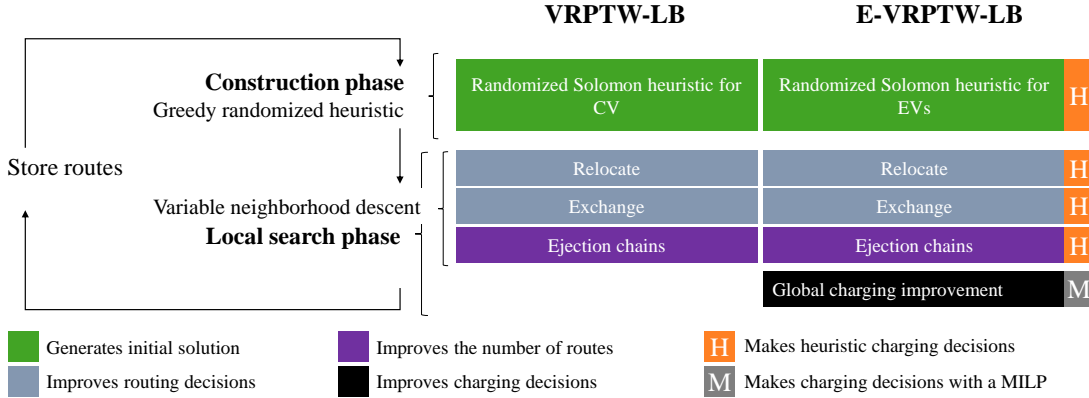 VRPTW-LB
E-VRPTW-LB
Construction phase
Greedy randomized heuristic
Randomized Solomon heuristic for
CV
Randomized Solomon heuristic for
EVs
H
Store routes
Relocate
Relocate
H
Variable neighborhood descent
Exchange
Exchange
H
Local search phase
Ejection chains
Ejection chains
H
Global charging improvement
M
Generates initial solution
Improves the number of routes
H
Makes heuristic charging decisions
Improves routing decisions
Improves charging decisions
M
Makes charging decisions with a MILP